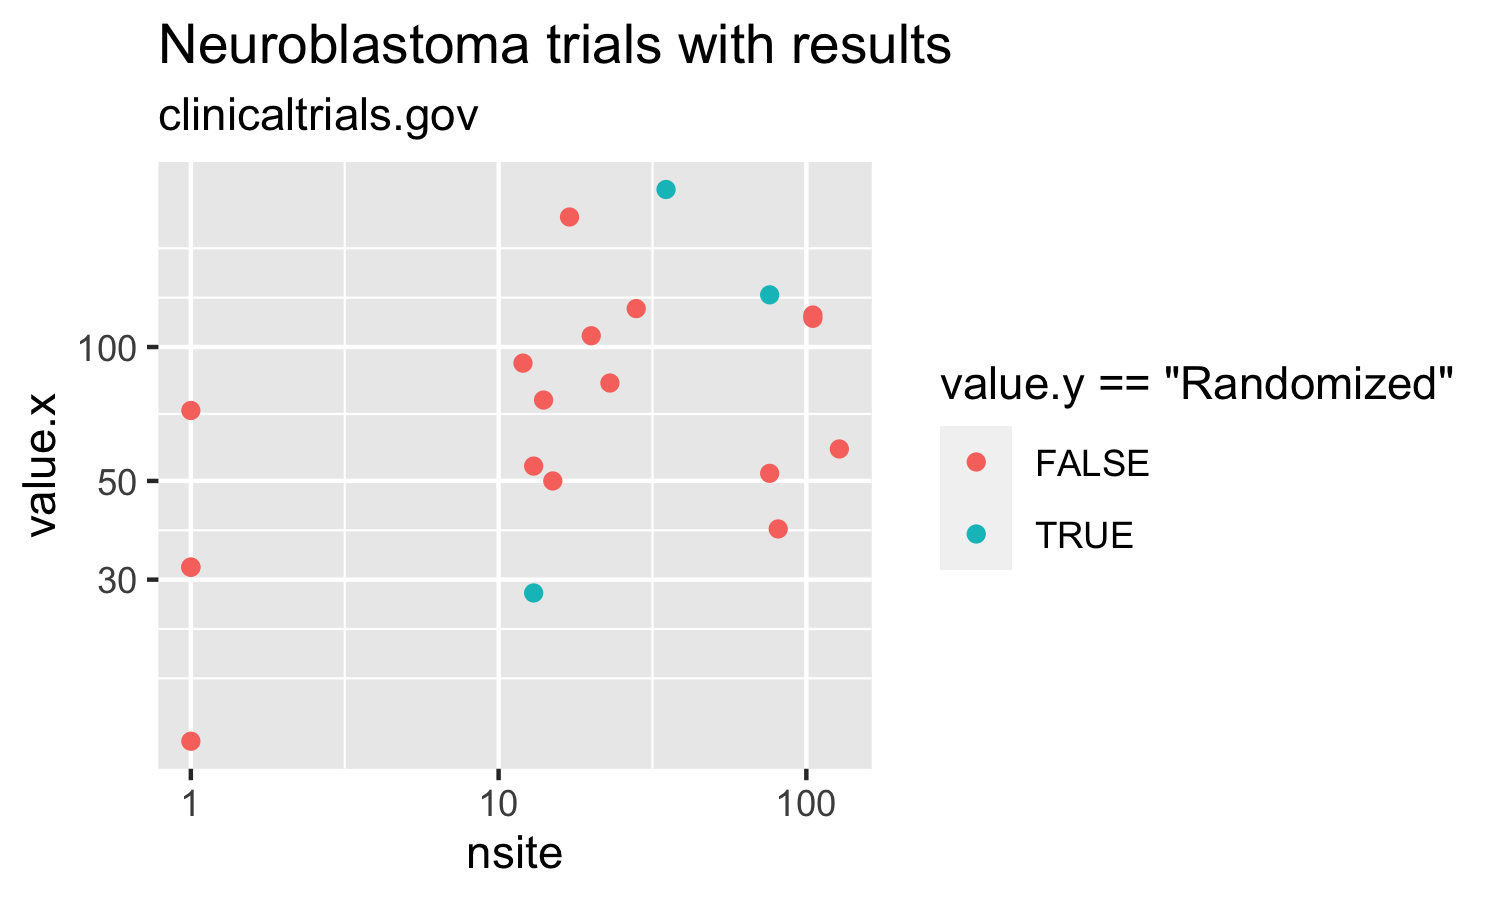 Neuroblastoma trials with results
clinicaltrials.gov
100
50
30
value.x
1 10 100
nsite
value.y == "Randomized"
FALSE
TRUE